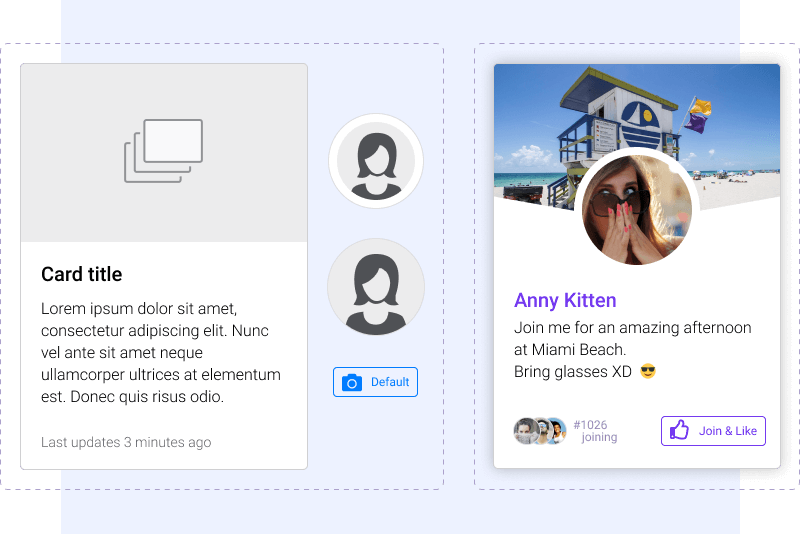 Card title
Lorem ipsum dolor sit amet,
consectetur adipiscing elit. Nunc
vel ante sit amet neque
ullamcorper ultrices at elementum
est. Donec quis risus odio.
Last updates 3 minutes ago
Default
Anny Kitten
Join me for an amazing afternoon
at Miami Beach.
Bring glasses XD 😎
#1026
joining
Join & Like